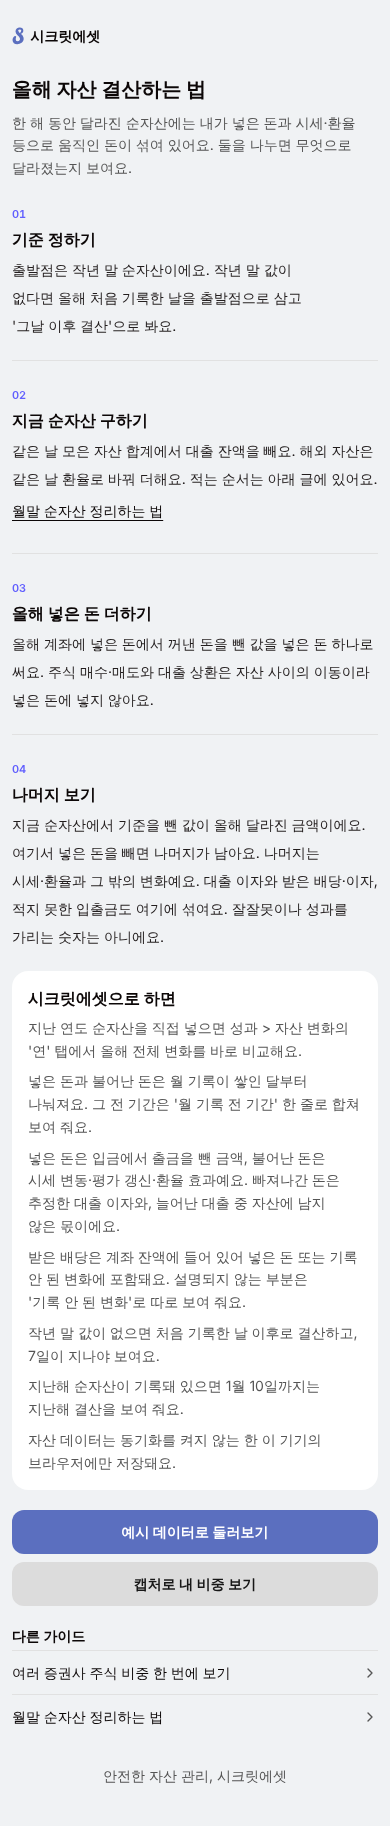 시크릿에셋
올해 자산 결산하는 법
한 해 동안 달라진 순자산에는 내가 넣은 돈과 시세·환율
등으로 움직인 돈이 섞여 있어요. 둘을 나누면 무엇으로
달라졌는지 보여요.
01
기준 정하기
출발점은 작년 말 순자산이에요. 작년 말 값이
없다면 올해 처음 기록한 날을 출발점으로 삼고
'그날 이후 결산'으로 봐요.
02
지금 순자산 구하기
같은 날 모은 자산 합계에서 대출 잔액을 빼요. 해외 자산은
같은 날 환율로 바꿔 더해요. 적는 순서는 아래 글에 있어요.
월말 순자산 정리하는 법
03
올해 넣은 돈 더하기
올해 계좌에 넣은 돈에서 꺼낸 돈을 뺀 값을 넣은 돈 하나로
써요. 주식 매수·매도와 대출 상환은 자산 사이의 이동이라
넣은 돈에 넣지 않아요.
04
나머지 보기
지금 순자산에서 기준을 뺀 값이 올해 달라진 금액이에요.
여기서 넣은 돈을 빼면 나머지가 남아요. 나머지는
시세·환율과 그 밖의 변화예요. 대출 이자와 받은 배당·이자,
적지 못한 입출금도 여기에 섞여요. 잘잘못이나 성과를
가리는 숫자는 아니에요.
시크릿에셋으로 하면
지난 연도 순자산을 직접 넣으면 성과 > 자산 변화의
'연' 탭에서 올해 전체 변화를 바로 비교해요.
넣은 돈과 불어난 돈은 월 기록이 쌓인 달부터
나눠져요. 그 전 기간은 '월 기록 전 기간' 한 줄로 합쳐
보여 줘요.
넣은 돈은 입금에서 출금을 뺀 금액, 불어난 돈은
시세 변동·평가 갱신·환율 효과예요. 빠져나간 돈은
추정한 대출 이자와, 늘어난 대출 중 자산에 남지
않은 몫이에요.
받은 배당은 계좌 잔액에 들어 있어 넣은 돈 또는 기록
안 된 변화에 포함돼요. 설명되지 않는 부분은
'기록 안 된 변화'로 따로 보여 줘요.
작년 말 값이 없으면 처음 기록한 날 이후로 결산하고,
7일이 지나야 보여요.
지난해 순자산이 기록돼 있으면 1월 10일까지는
지난해 결산을 보여 줘요.
자산 데이터는 동기화를 켜지 않는 한 이 기기의
브라우저에만 저장돼요.
예시 데이터로 둘러보기
캡처로 내 비중 보기
다른 가이드
여러 증권사 주식 비중 한 번에 보기
월말 순자산 정리하는 법
안전한 자산 관리, 시크릿에셋